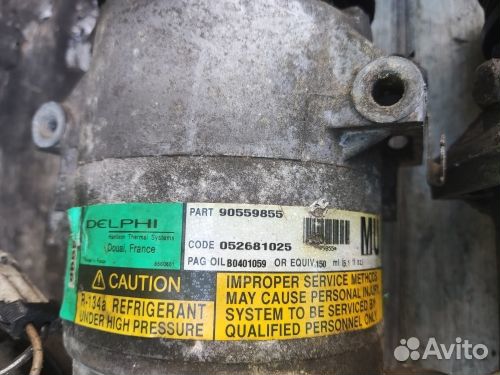 DELPHI
Harrison Thermal Systems
Douai, France
PART 90559855
CODE 052681025
PAG OIL B0401059 OR EQUIV. 150 ml
MU
CAUTION
R-134a REFRIGERANT
UNDER HIGH PRESSURE
IMPROPER SERVICE METHODS
MAY CAUSE PERSONAL INJURY.
SYSTEM TO BE SERVICED BY
QUALIFIED PERSONNEL ONLY.
Avito